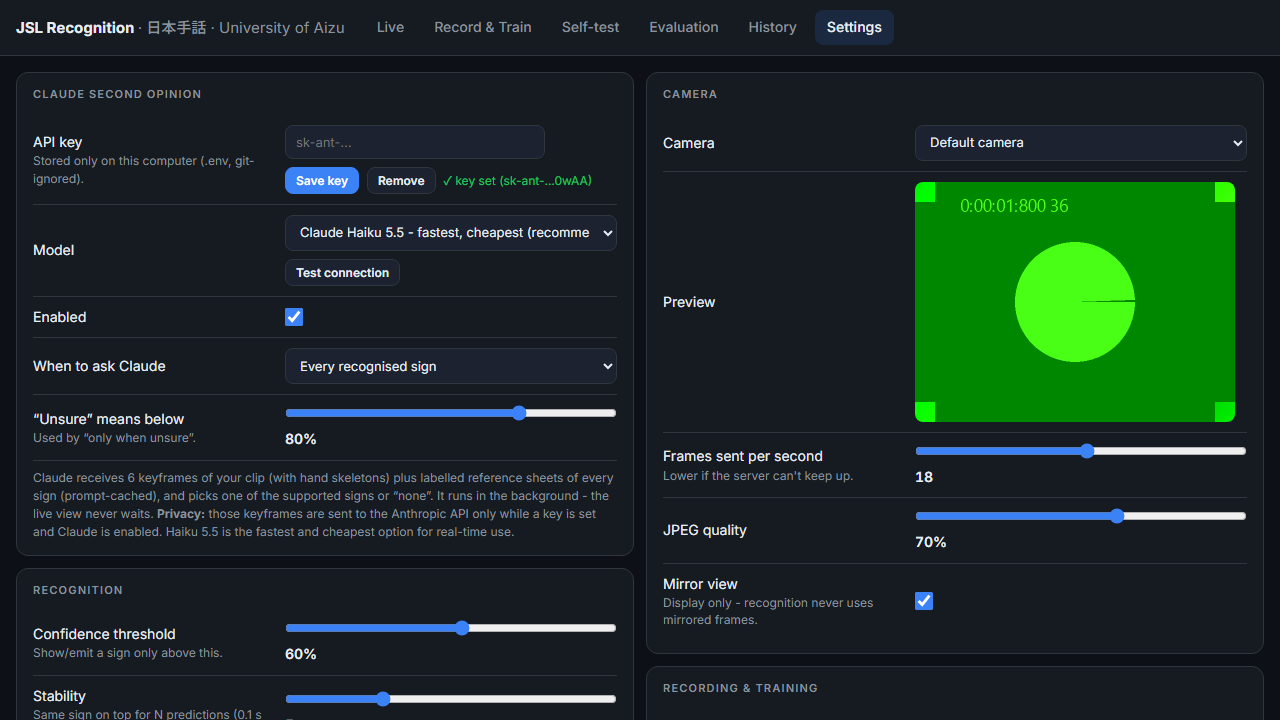 JSL Recognition · 日本手話 · University of Aizu
Live
Record & Train
Self-test
Evaluation
History
Settings
CLAUDE SECOND OPINION
API key
Stored only on this computer (.env, git-
ignored).
sk-ant-...
Save key
Remove
✓ key set (sk-ant-...0wAA)
Model
Claude Haiku 5.5 - fastest, cheapest (recomme
Test connection
Enabled
When to ask Claude
Every recognised sign
“Unsure” means below
Used by “only when unsure”.
80%
Claude receives 6 keyframes of your clip (with hand skeletons) plus labelled reference sheets of every
sign (prompt-cached), and picks one of the supported signs or “none”. It runs in the background - the
live view never waits. Privacy: those keyframes are sent to the Anthropic API only while a key is set
and Claude is enabled. Haiku 5.5 is the fastest and cheapest option for real-time use.
RECOGNITION
Confidence threshold
Show/emit a sign only above this.
60%
Stability
Same sign on top for N predictions (0.1 s
CAMERA
Camera
Default camera
Preview
0:00:01:800 36
Frames sent per second
Lower if the server can't keep up.
18
JPEG quality
70%
Mirror view
Display only - recognition never uses
mirrored frames.
RECORDING & TRAINING